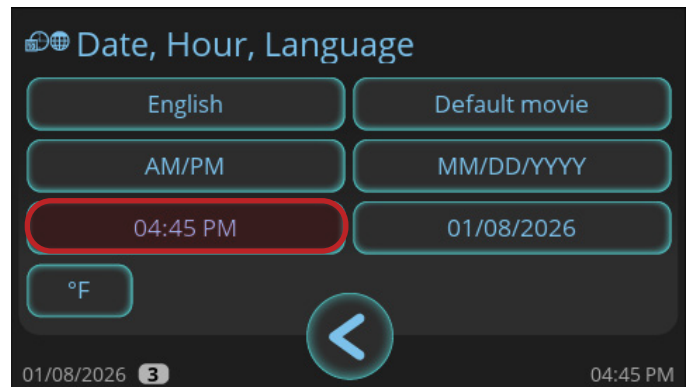 Date, Hour, Language
English
Default movie
AM/PM
MM/DD/YYYY
04:45 PM
01/08/2026
°F
01/08/2026 3
04:45 PM